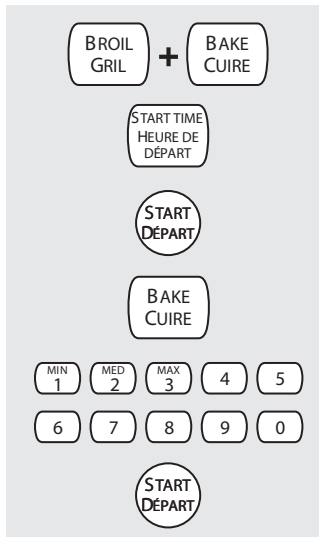 BROIL + BAKE
GRIL CUIRE
START TIME
HEURE DE
DÉPART
START
DÉPART
BAKE
CUIRE
MIN MED MAX
1 2 3 4 5
6 7 8 9 0
START
DÉPART